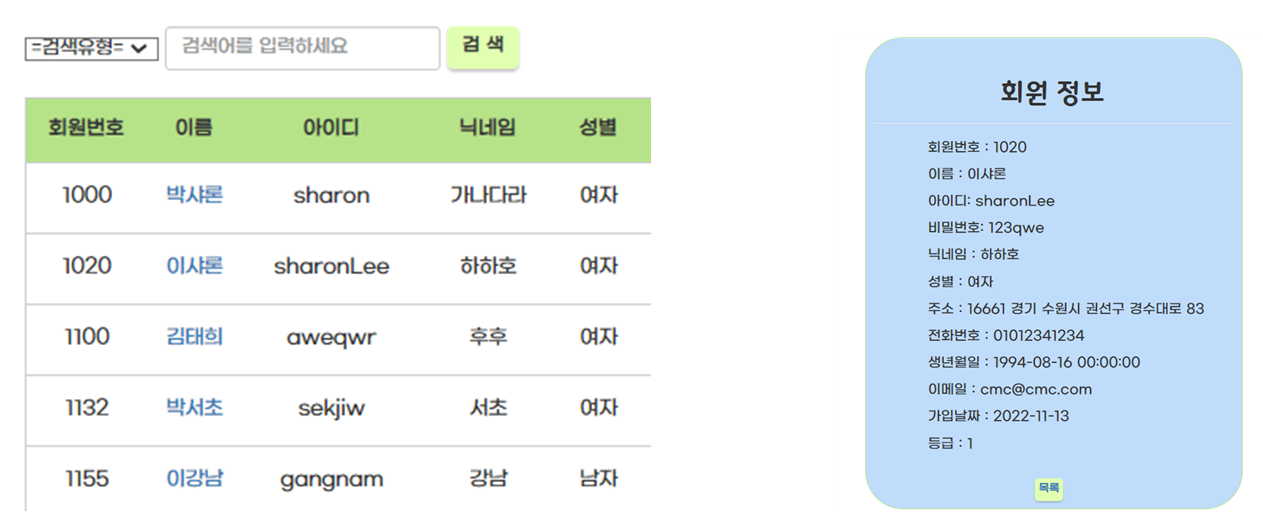 =검색유형= 검색어를 입력하세요 검 색
회원번호 이름 아이디 닉네임 성별
1000 박샤론 sharon 가나다라 여자
1020 이샤론 sharonLee 하하호 여자
1100 김태희 aweqwr 후후 여자
1132 박서초 sekjiw 서초 여자
1155 이강남 gangnam 강남 남자
회원 정보
회원번호 : 1020
이름 : 이샤론
아이디: sharonLee
비밀번호: 123qwe
닉네임 : 하하호
성별 : 여자
주소 : 16661 경기 수원시 권선구 경수대로 83
전화번호 : 01012341234
생년월일 : 1994-08-16 00:00:00
이메일 : cmc@cmc.com
가입날짜 : 2022-11-13
등급 : 1
목록